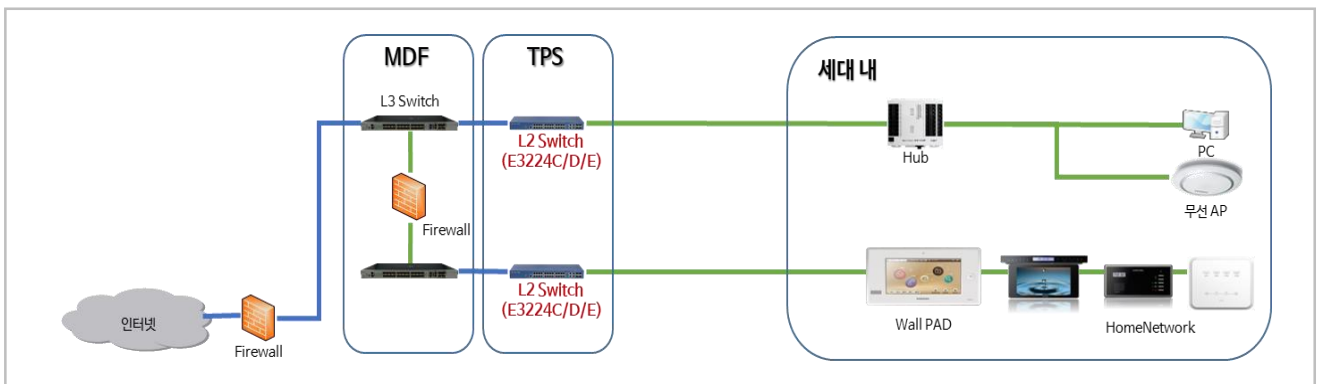 MDF
TPS
세대 내
L3 Switch
L2 Switch
(E3224C/D/E)
Hub
PC
무선 AP
Firewall
L2 Switch
(E3224C/D/E)
Wall PAD
HomeNetwork
인터넷
Firewall